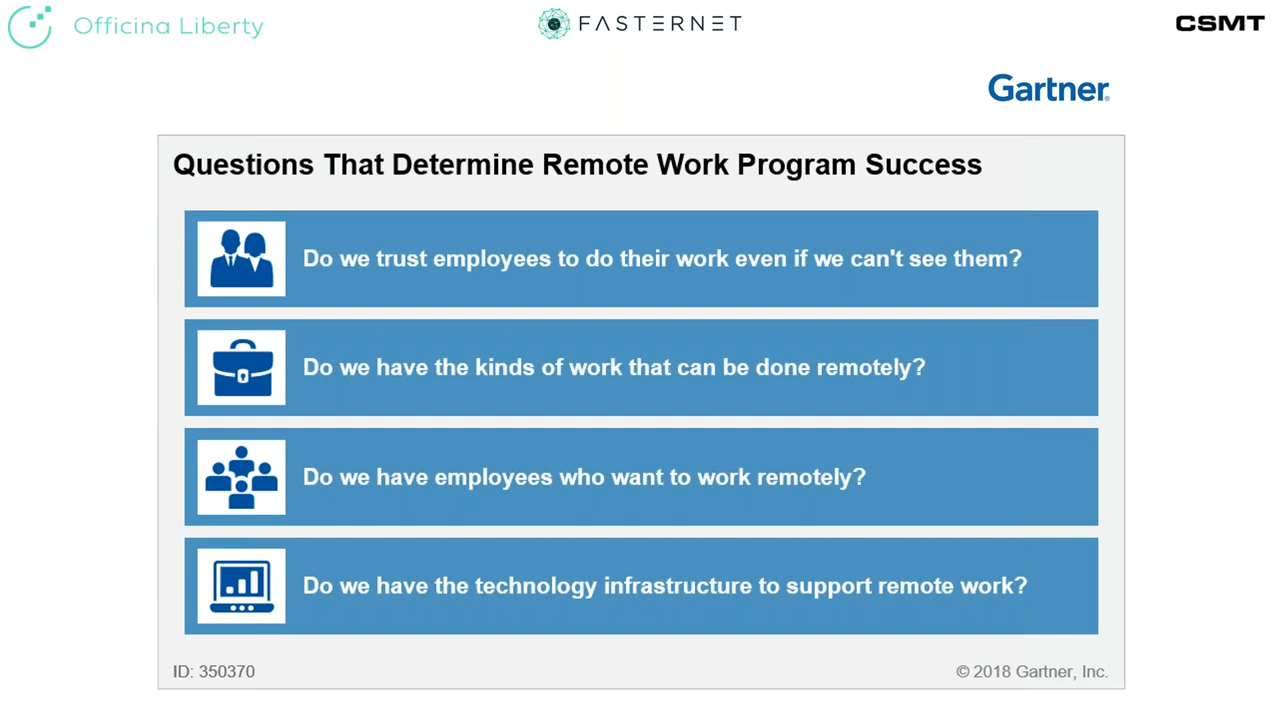 Officina Liberty
FASTERNET
CSMT
Gartner®
Questions That Determine Remote Work Program Success
Do we trust employees to do their work even if we can't see them?
Do we have the kinds of work that can be done remotely?
Do we have employees who want to work remotely?
Do we have the technology infrastructure to support remote work?
ID: 350370
© 2018 Gartner, Inc.